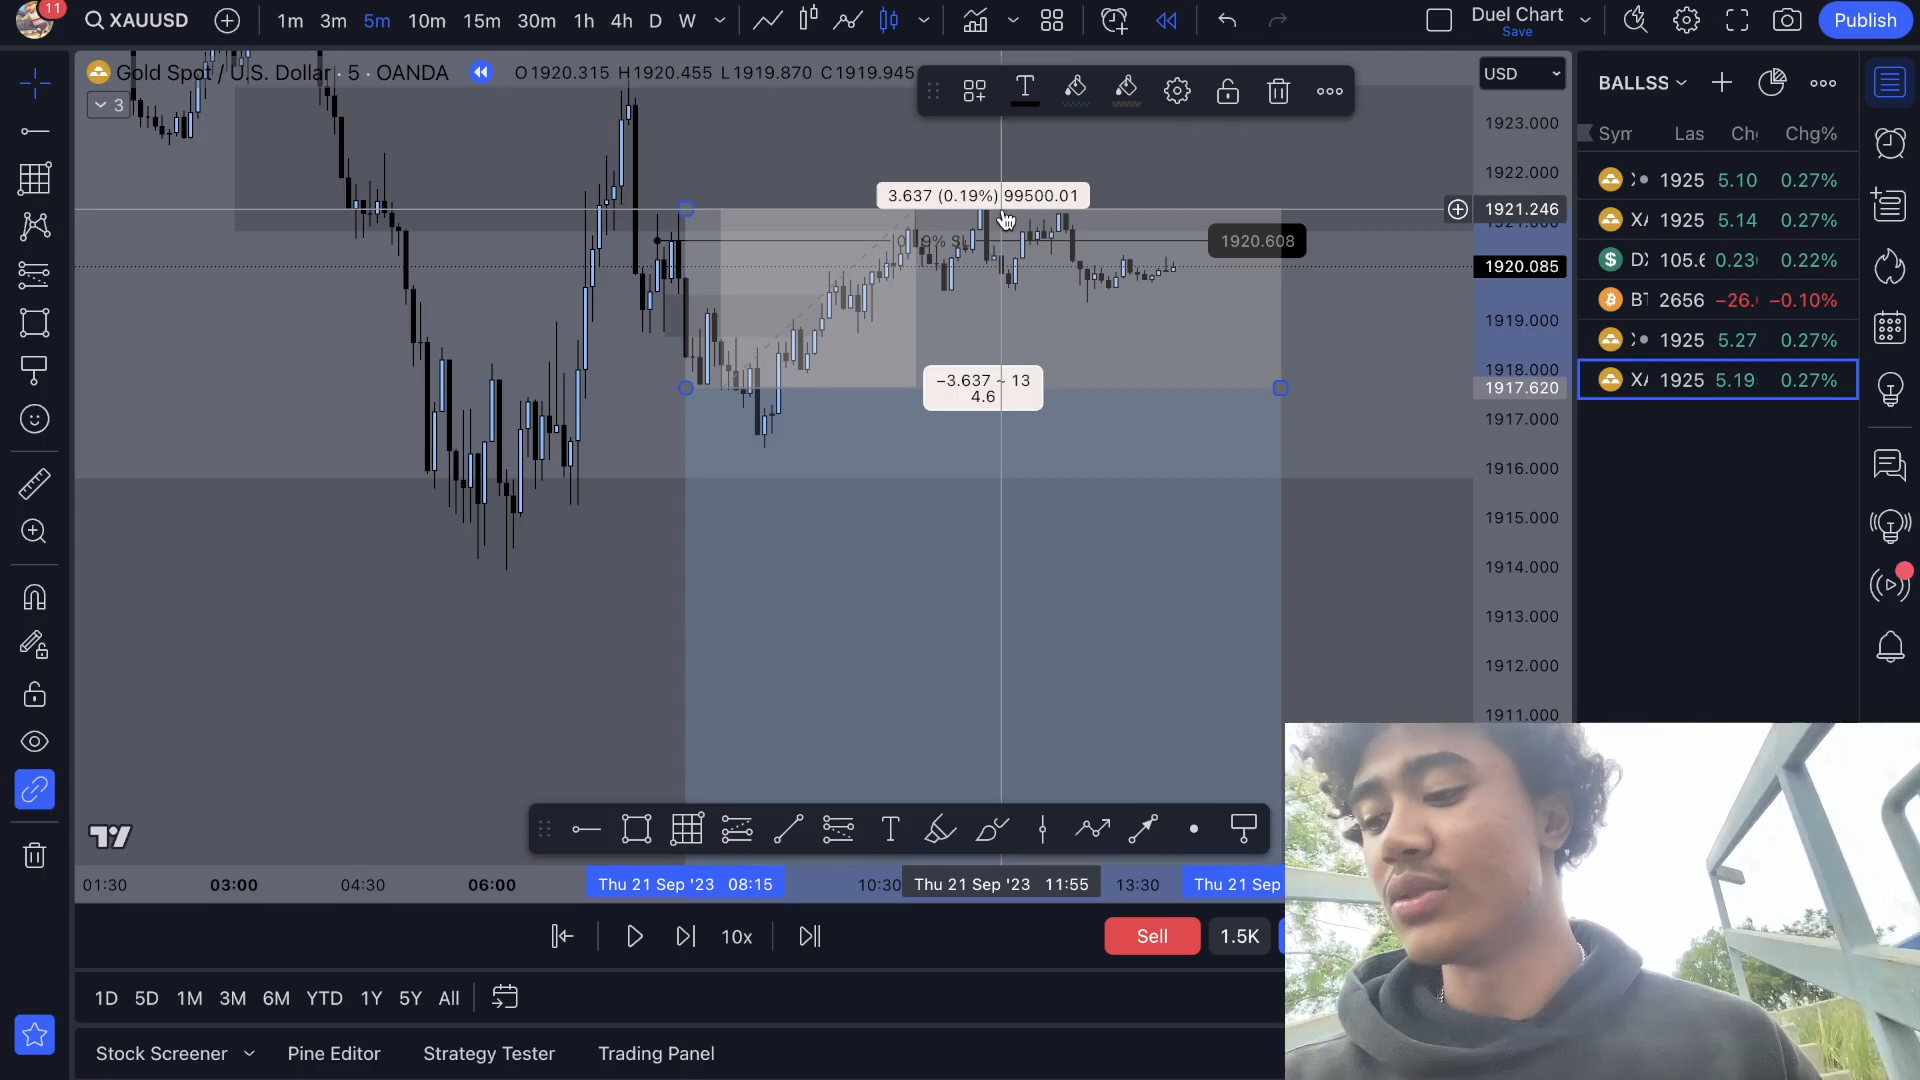 11
XAUUSD
1m 3m 5m 10m 15m 30m 1h 4h D W
Duel Chart
Save
Publish
Gold Spot / U.S. Dollar · 5 · OANDA
O1920.315 H1920.455 L1919.870 C1919.945
3
USD
BALLSS
Sym Las Chg Chg%
1925 5.10 0.27%
XA 1925 5.14 0.27%
105.6 0.23 0.22%
2656 −26. −0.10%
1925 5.27 0.27%
XA 1925 5.19 0.27%
1923.000
1922.000
1921.246
1920.085
1919.000
1918.000
1917.620
1917.000
1916.000
1915.000
1914.000
1913.000
1912.000
1911.000
3.637 (0.19%) 99500.01
1920.608
−3.637 ~ 13
4.6
01:30 03:00 04:30 06:00 Thu 21 Sep '23 08:15 10:30 Thu 21 Sep '23 11:55 13:30 Thu 21 Sep
10x
Sell 1.5K
1D 5D 1M 3M 6M YTD 1Y 5Y All
Stock Screener Pine Editor Strategy Tester Trading Panel